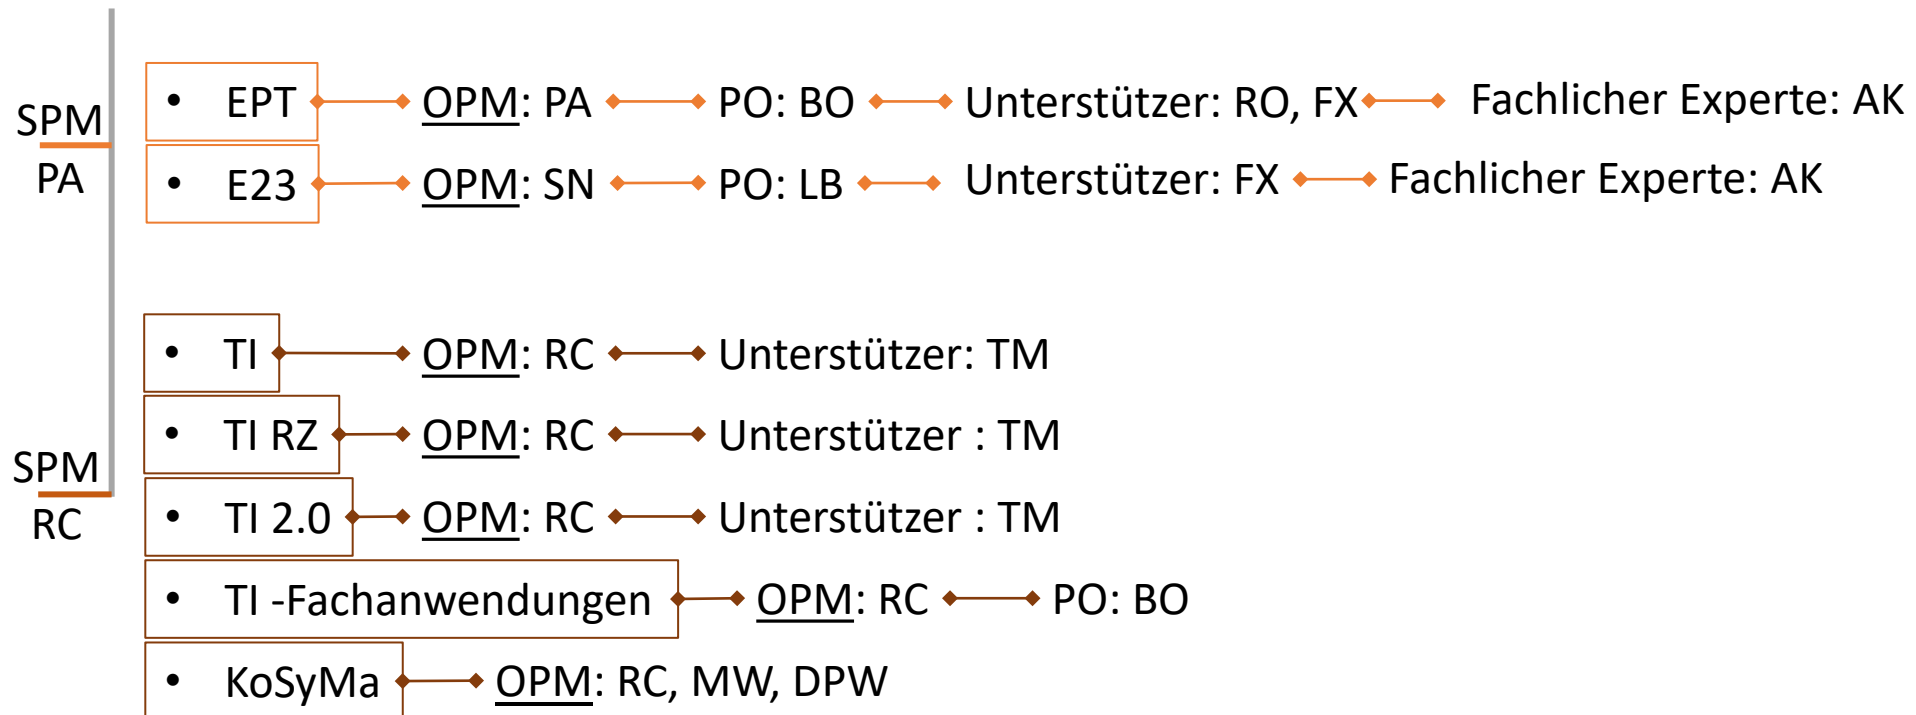 SPM
PA
• EPT OPM: PA PO: BO Unterstützer: RO, FX Fachlicher Experte: AK
• E23 OPM: SN PO: LB Unterstützer: FX Fachlicher Experte: AK
• TI OPM: RC Unterstützer: TM
• TI RZ OPM: RC Unterstützer : TM
SPM
RC
• TI 2.0 OPM: RC Unterstützer : TM
• TI -Fachanwendungen OPM: RC PO: BO
• KoSyMa OPM: RC, MW, DPW